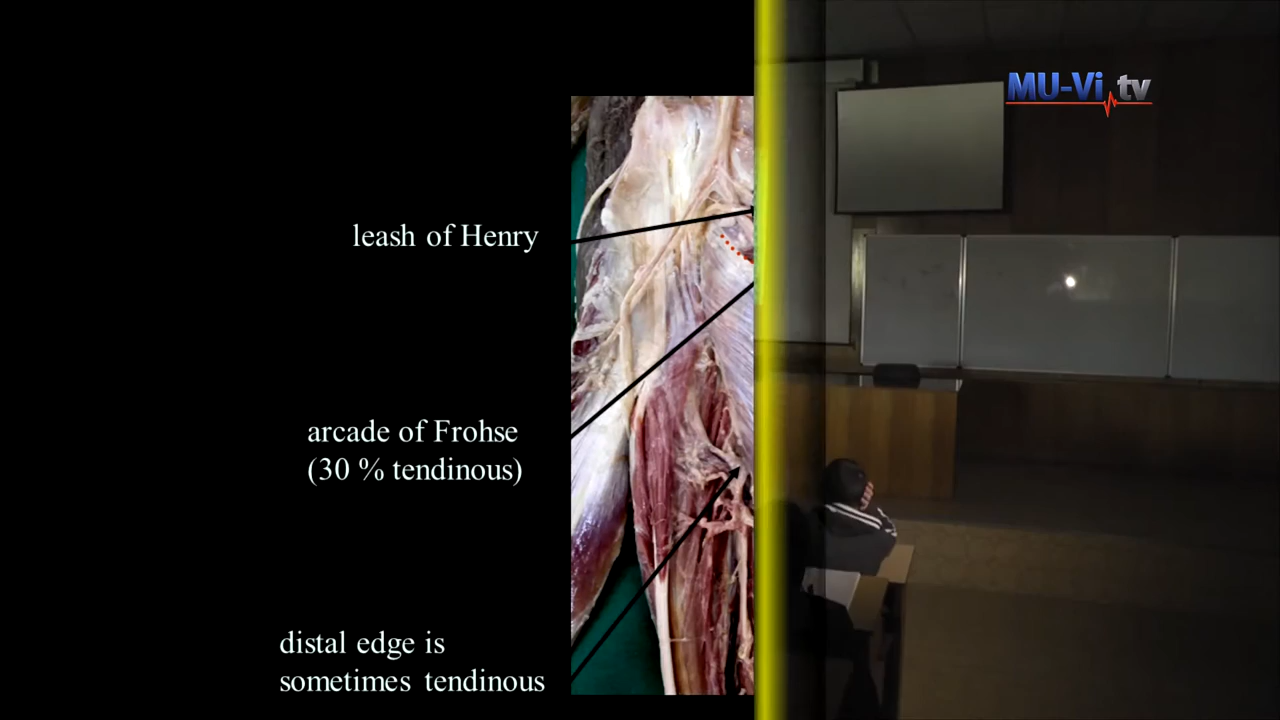 MU-Vi.tv
leash of Henry
arcade of Frohse
(30 % tendinous)
distal edge is
sometimes tendinous